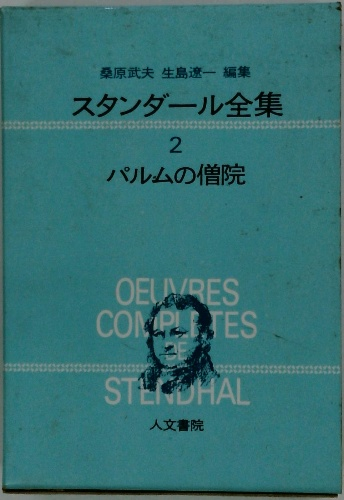 桑原武夫 生島遼一 編集
スタンダール全集
2
パルムの僧院
OEUVRES
COMPLETES
DE
STENDHAL
人文書院